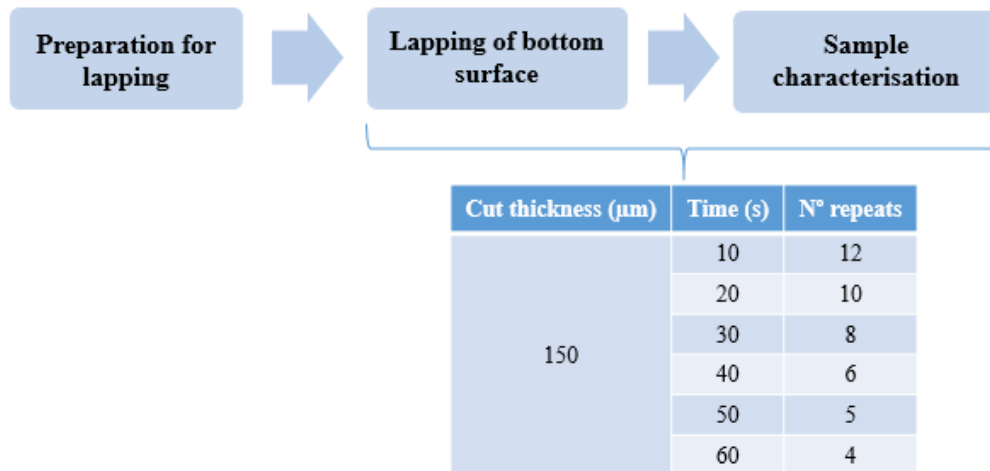 Preparation for
lapping
Lapping of bottom
surface
Sample
characterisation
Cut thickness (µm) Time (s) Nº repeats
10 12
20 10
30 8
150
40 6
50 5
60 4